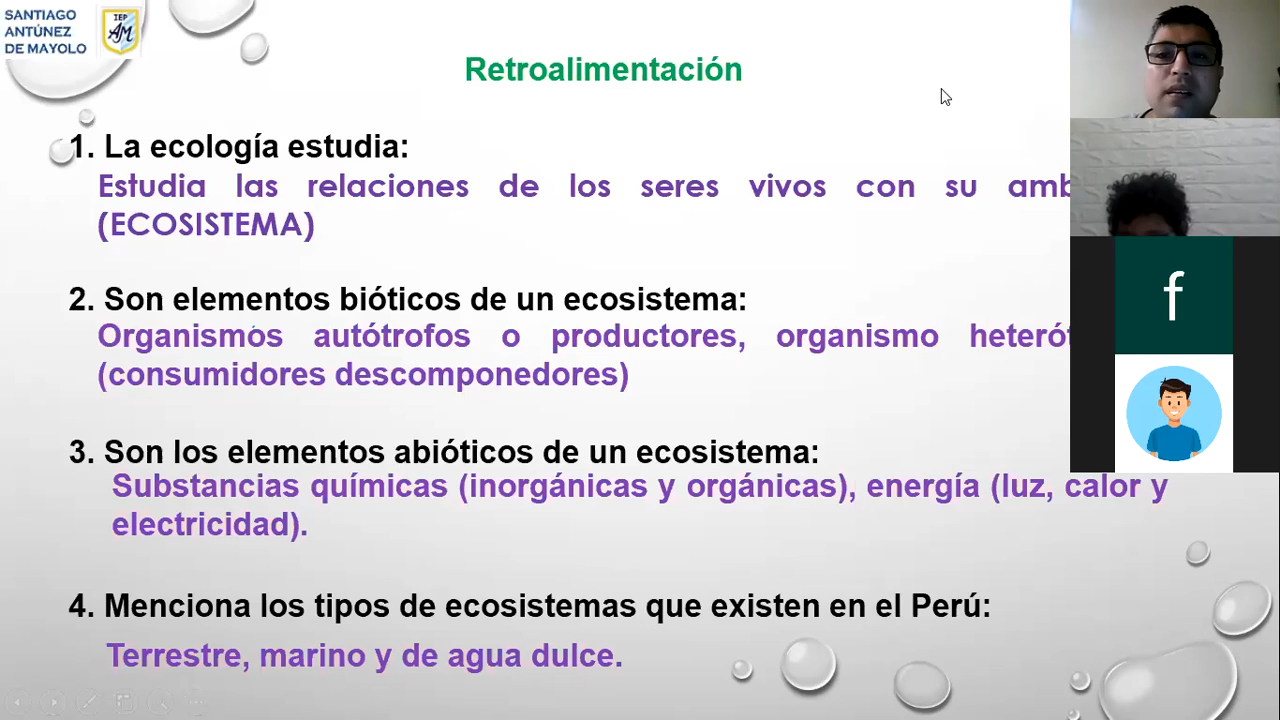 SANTIAGO
ANTÚNEZ
DE MAYOLO
IEP
AM
Retroalimentación
1. La ecología estudia:
Estudia las relaciones de los seres vivos con su
(ECOSISTEMA)
2. Son elementos bióticos de un ecosistema:
Organismos autótrofos o productores, organismo
(consumidores descomponedores)
3. Son los elementos abióticos de un ecosistema:
Substancias químicas (inorgánicas y orgánicas), energía (luz, calor y
electricidad).
4. Menciona los tipos de ecosistemas que existen en el Perú:
Terrestre, marino y de agua dulce.
f